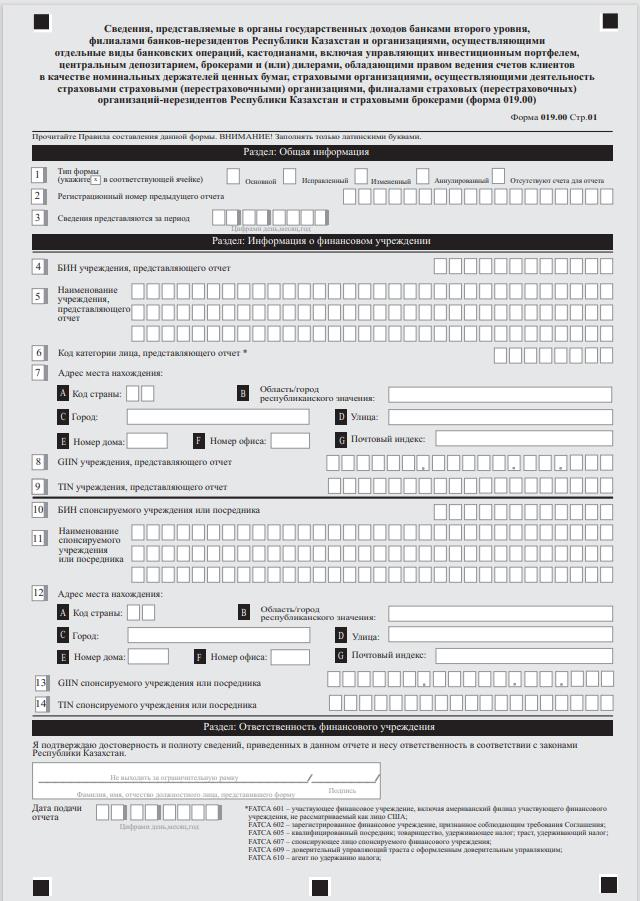 Сведения, представляемые в органы государственных доходов банками второго уровня,
филиалами банков-нерезидентов Республики Казахстан и организациями, осуществляющими
отдельные виды банковских операций, кастодианами, включая управляющих инвестиционным портфелем,
центральным депозитарием, брокерами и (или) дилерами, обладающими правом ведения счетов клиентов
в качестве номинальных держателей ценных бумаг, страховыми организациями, осуществляющими деятельность
страховыми страховыми (перестраховочными) организациями, филиалами страховых (перестраховочных)
организаций-нерезидентов Республики Казахстан и страховыми брокерами (форма 019.00)
Форма 019.00 Стр.01
Прочитайте Правила составления данной формы. ВНИМАНИЕ! Заполнять только латинскими буквами.
Раздел: Общая информация
1 Тип формы
(укажите x в соответствующей ячейке) Основной Исправленный Измененный Аннулированный Отсутствуют счета для отчета
2 Регистрационный номер предыдущего отчета
3 Сведения представляются за период
Цифрами день,месяц,год
Раздел: Информация о финансовом учреждении
4 БИН учреждения, представляющего отчет
5 Наименование
учреждения,
представляющего
отчет
6 Код категории лица, представляющего отчет *
7 Адрес места нахождения:
A Код страны: B Область/город
республиканского значения:
C Город: D Улица:
E Номер дома: F Номер офиса: G Почтовый индекс:
8 GIIN учреждения, представляющего отчет . . .
9 TIN учреждения, представляющего отчет
10 БИН спонсируемого учреждения или посредника
11 Наименование
спонсируемого
учреждения
или посредника
12 Адрес места нахождения:
A Код страны: B Область/город
республиканского значения:
C Город: D Улица:
E Номер дома: F Номер офиса: G Почтовый индекс:
13 GIIN спонсируемого учреждения или посредника . . .
14 TIN спонсируемого учреждения или посредника
Раздел: Ответственность финансового учреждения
Я подтверждаю достоверность и полноту сведений, приведенных в данном отчете и несу ответственность в соответствии с законами
Республики Казахстан.
Не выходить за ограничительную рамку / /
Фамилия, имя, отчество должностного лица, представившего форму Подпись
Дата подачи
отчета
Цифрами день,месяц,год
*FATCA 601 – участвующее финансовое учреждение, включая американский филиал участвующего финансового
учреждения, не рассматриваемый как лицо США;
FATCA 602 – зарегистрированное финансовое учреждение, признанное соблюдающим требования Соглашения;
FATCA 605 – квалифицированный посредник; товарищество, удерживающее налог; траст, удерживающий налог;
FATCA 607 – спонсирующее лицо спонсируемого финансового учреждения;
FATCA 609 – доверительный управляющий траста с оформленным доверительным управляющим;
FATCA 610 – агент по удержанию налога;